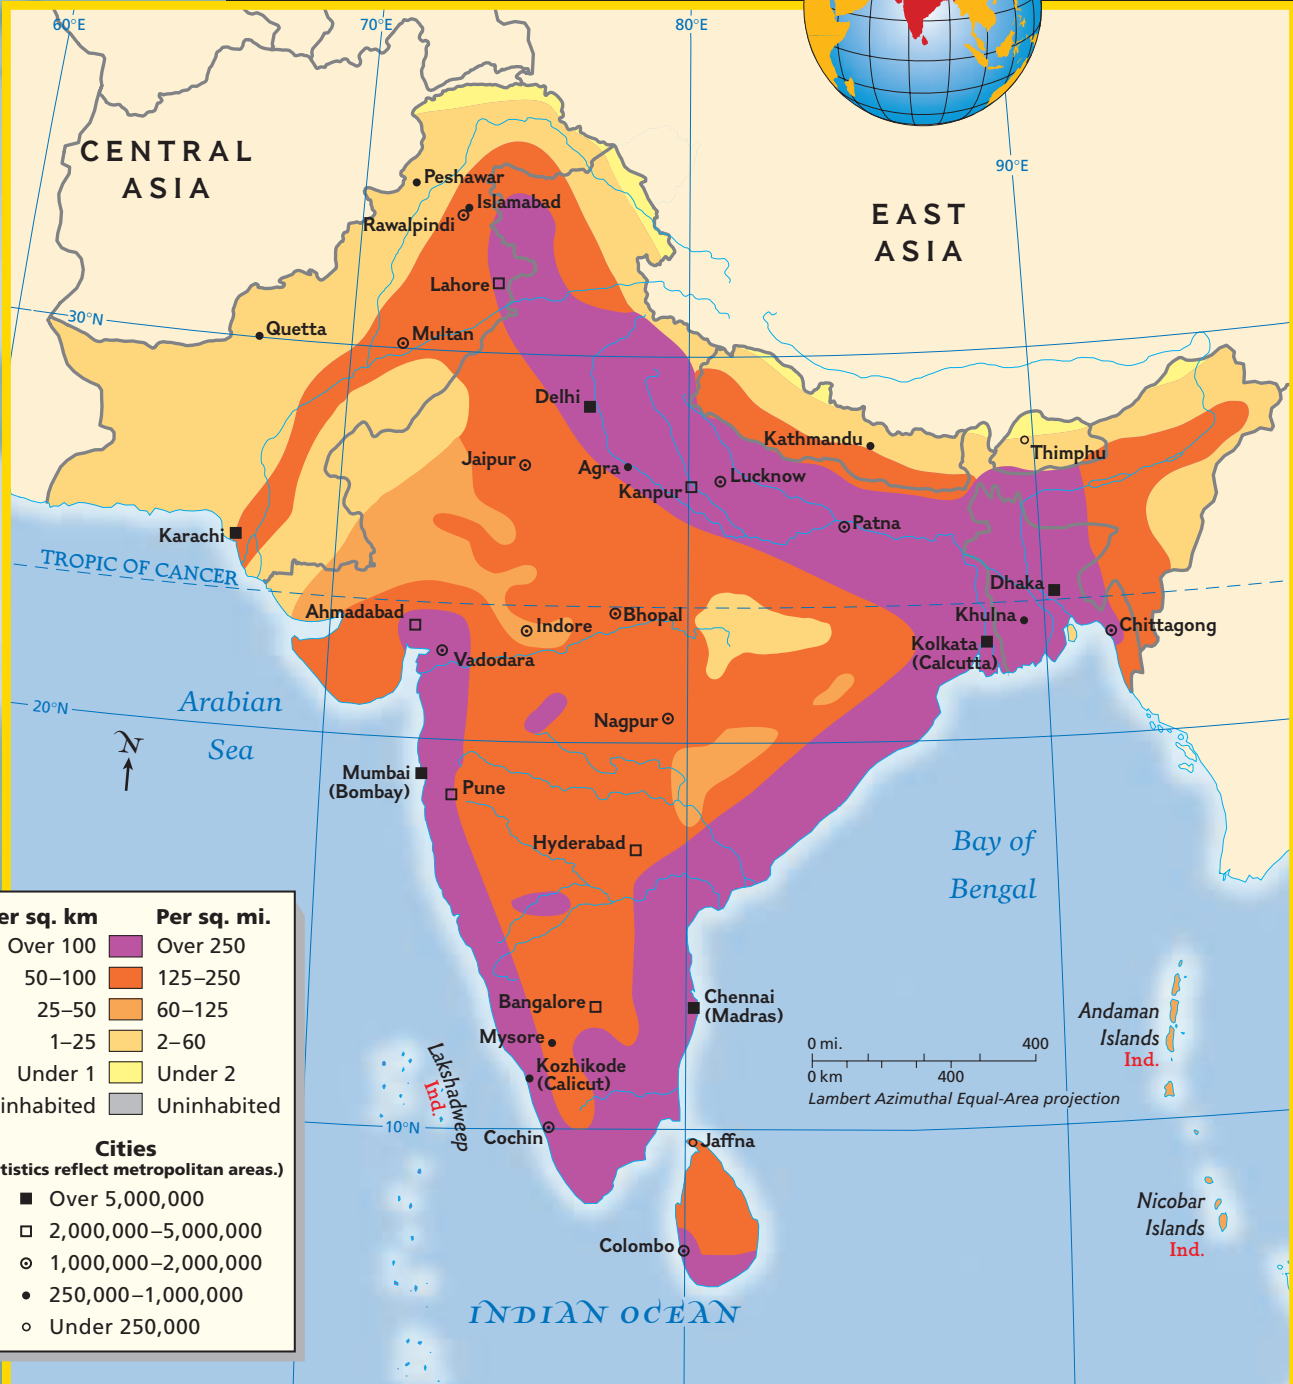 60°E
70°E
80°E
90°E
CENTRAL
ASIA
EAST
ASIA
Peshawar
Islamabad
Rawalpindi
Lahore
30°N
Quetta
Multan
Delhi
Kathmandu
Thimphu
Jaipur
Agra
Lucknow
Kanpur
Patna
Karachi
TROPIC OF CANCER
Dhaka
Ahmadabad
Bhopal
Khulna
Indore
Chittagong
Kolkata
(Calcutta)
Vadodara
Arabian
Sea
20°N
Nagpur
N
Mumbai
(Bombay)
Pune
Hyderabad
Bay of
Bengal
er sq. km Per sq. mi.
Over 100 Over 250
50–100 125–250
25–50 60–125
1–25 2–60
Under 1 Under 2
inhabited Uninhabited
Cities
tistics reflect metropolitan areas.)
Over 5,000,000
2,000,000–5,000,000
1,000,000–2,000,000
250,000–1,000,000
Under 250,000
Bangalore
Chennai
(Madras)
Mysore
Kozhikode
(Calicut)
Lakshadweep
Ind.
0 mi. 400
0 km 400
Lambert Azimuthal Equal-Area projection
Andaman
Islands
Ind.
10°N
Cochin
Jaffna
Nicobar
Islands
Ind.
Colombo
INDIAN OCEAN